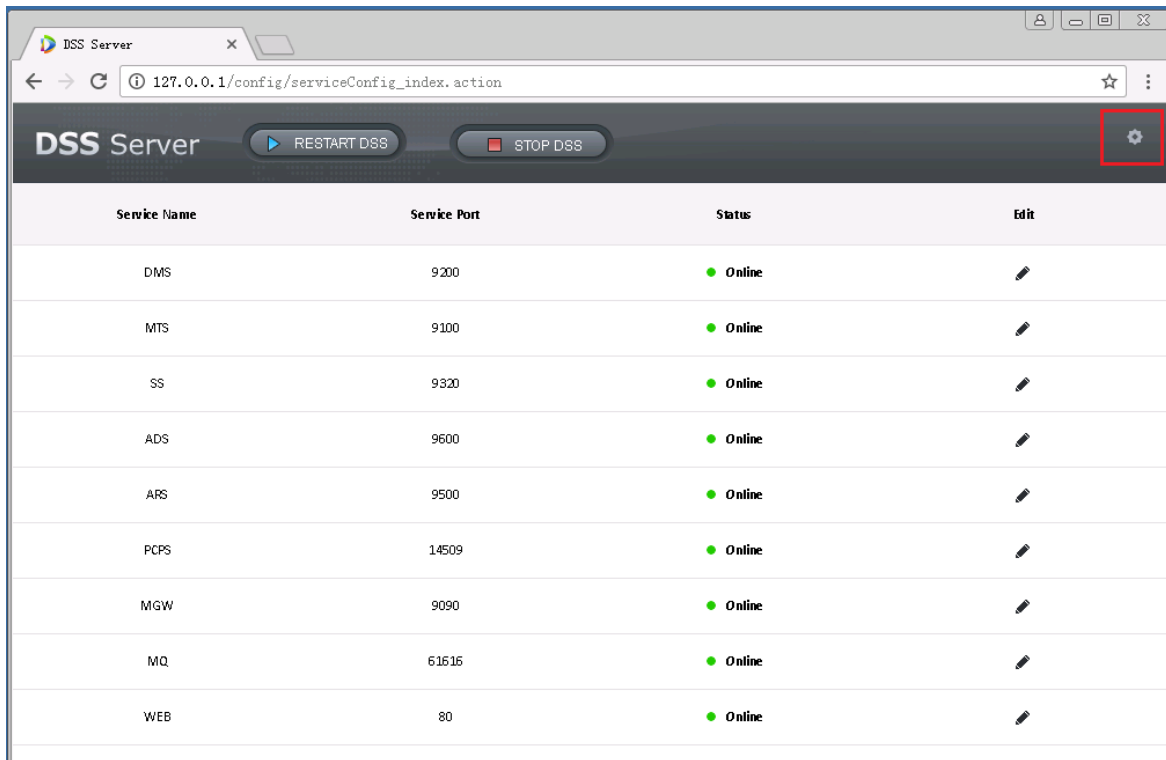 DSS Server
127.0.0.1/config/serviceConfig_index.action
DSS Server RESTART DSS STOP DSS
Service Name Service Port Status Edit
DMS 9200 Online
MTS 9100 Online
SS 9320 Online
ADS 9600 Online
ARS 9500 Online
PCPS 14509 Online
MGW 9090 Online
MQ 61616 Online
WEB 80 Online